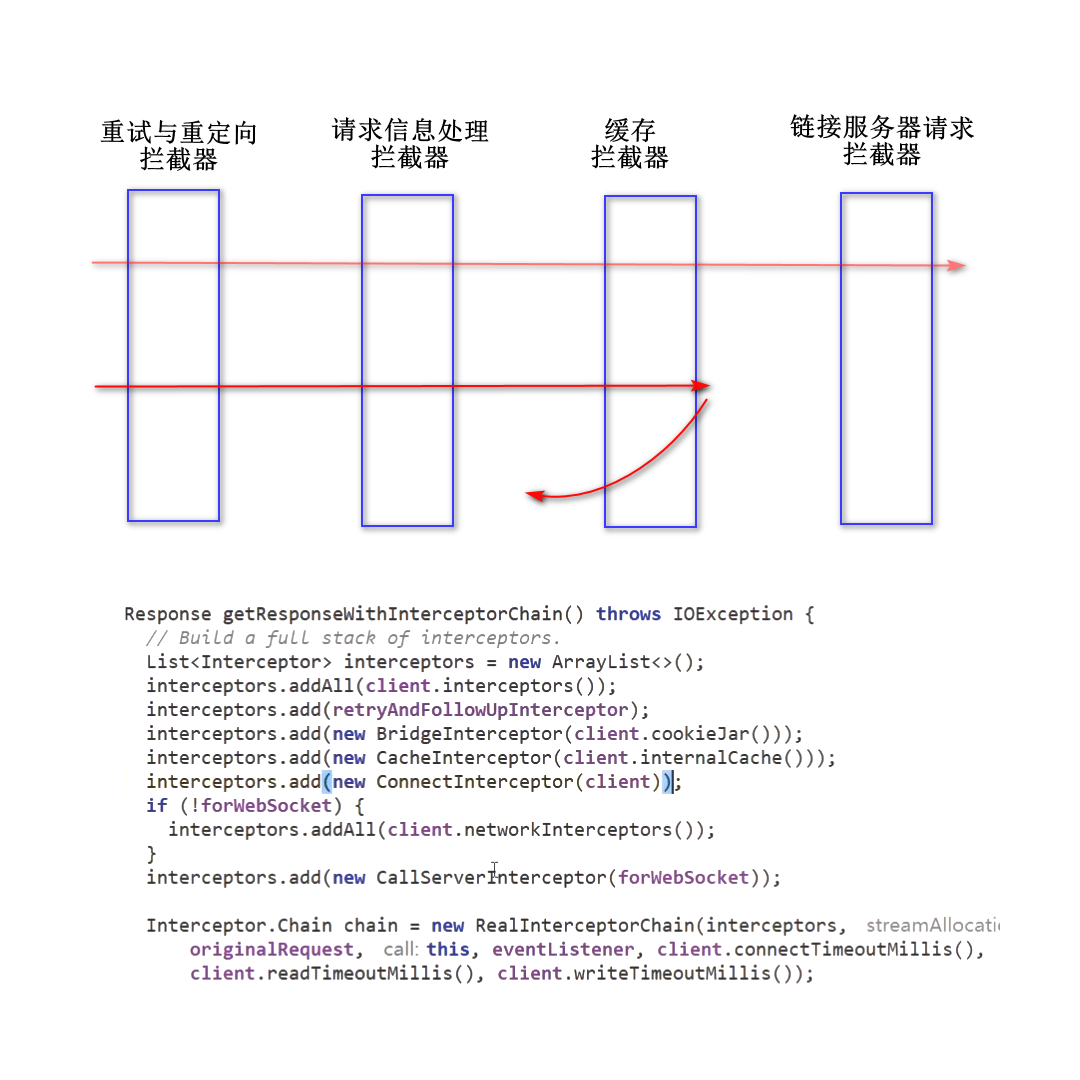 重试与重定向
拦截器
请求信息处理
拦截器
缓存
拦截器
链接服务器请求
拦截器
Response getResponseWithInterceptorChain() throws IOException {
// Build a full stack of interceptors.
List<Interceptor> interceptors = new ArrayList<>();
interceptors.addAll(client.interceptors());
interceptors.add(retryAndFollowUpInterceptor);
interceptors.add(new BridgeInterceptor(client.cookieJar()));
interceptors.add(new CacheInterceptor(client.internalCache()));
interceptors.add(new ConnectInterceptor(client));
if (!forWebSocket) {
interceptors.addAll(client.networkInterceptors());
}
interceptors.add(new CallServerInterceptor(forWebSocket));
Interceptor.Chain chain = new RealInterceptorChain(interceptors,
originalRequest, call: this, eventListener, client.connectTimeoutMillis(),
client.readTimeoutMillis(), client.writeTimeoutMillis());